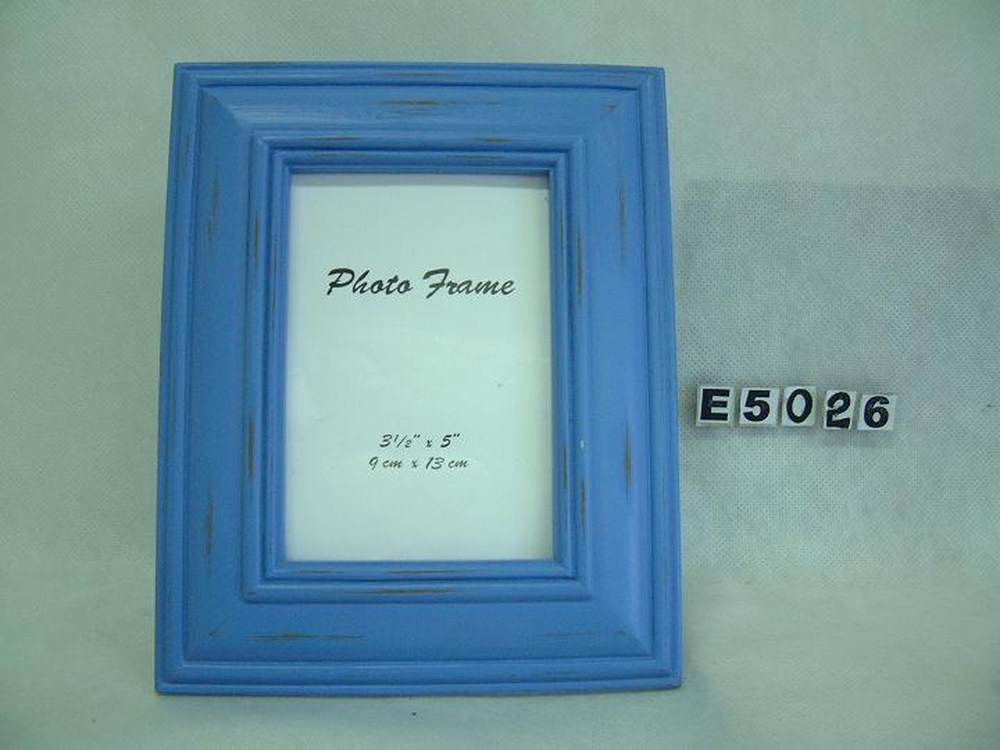 Photo Frame
3½" x 5"
9 cm x 13 cm
E5026